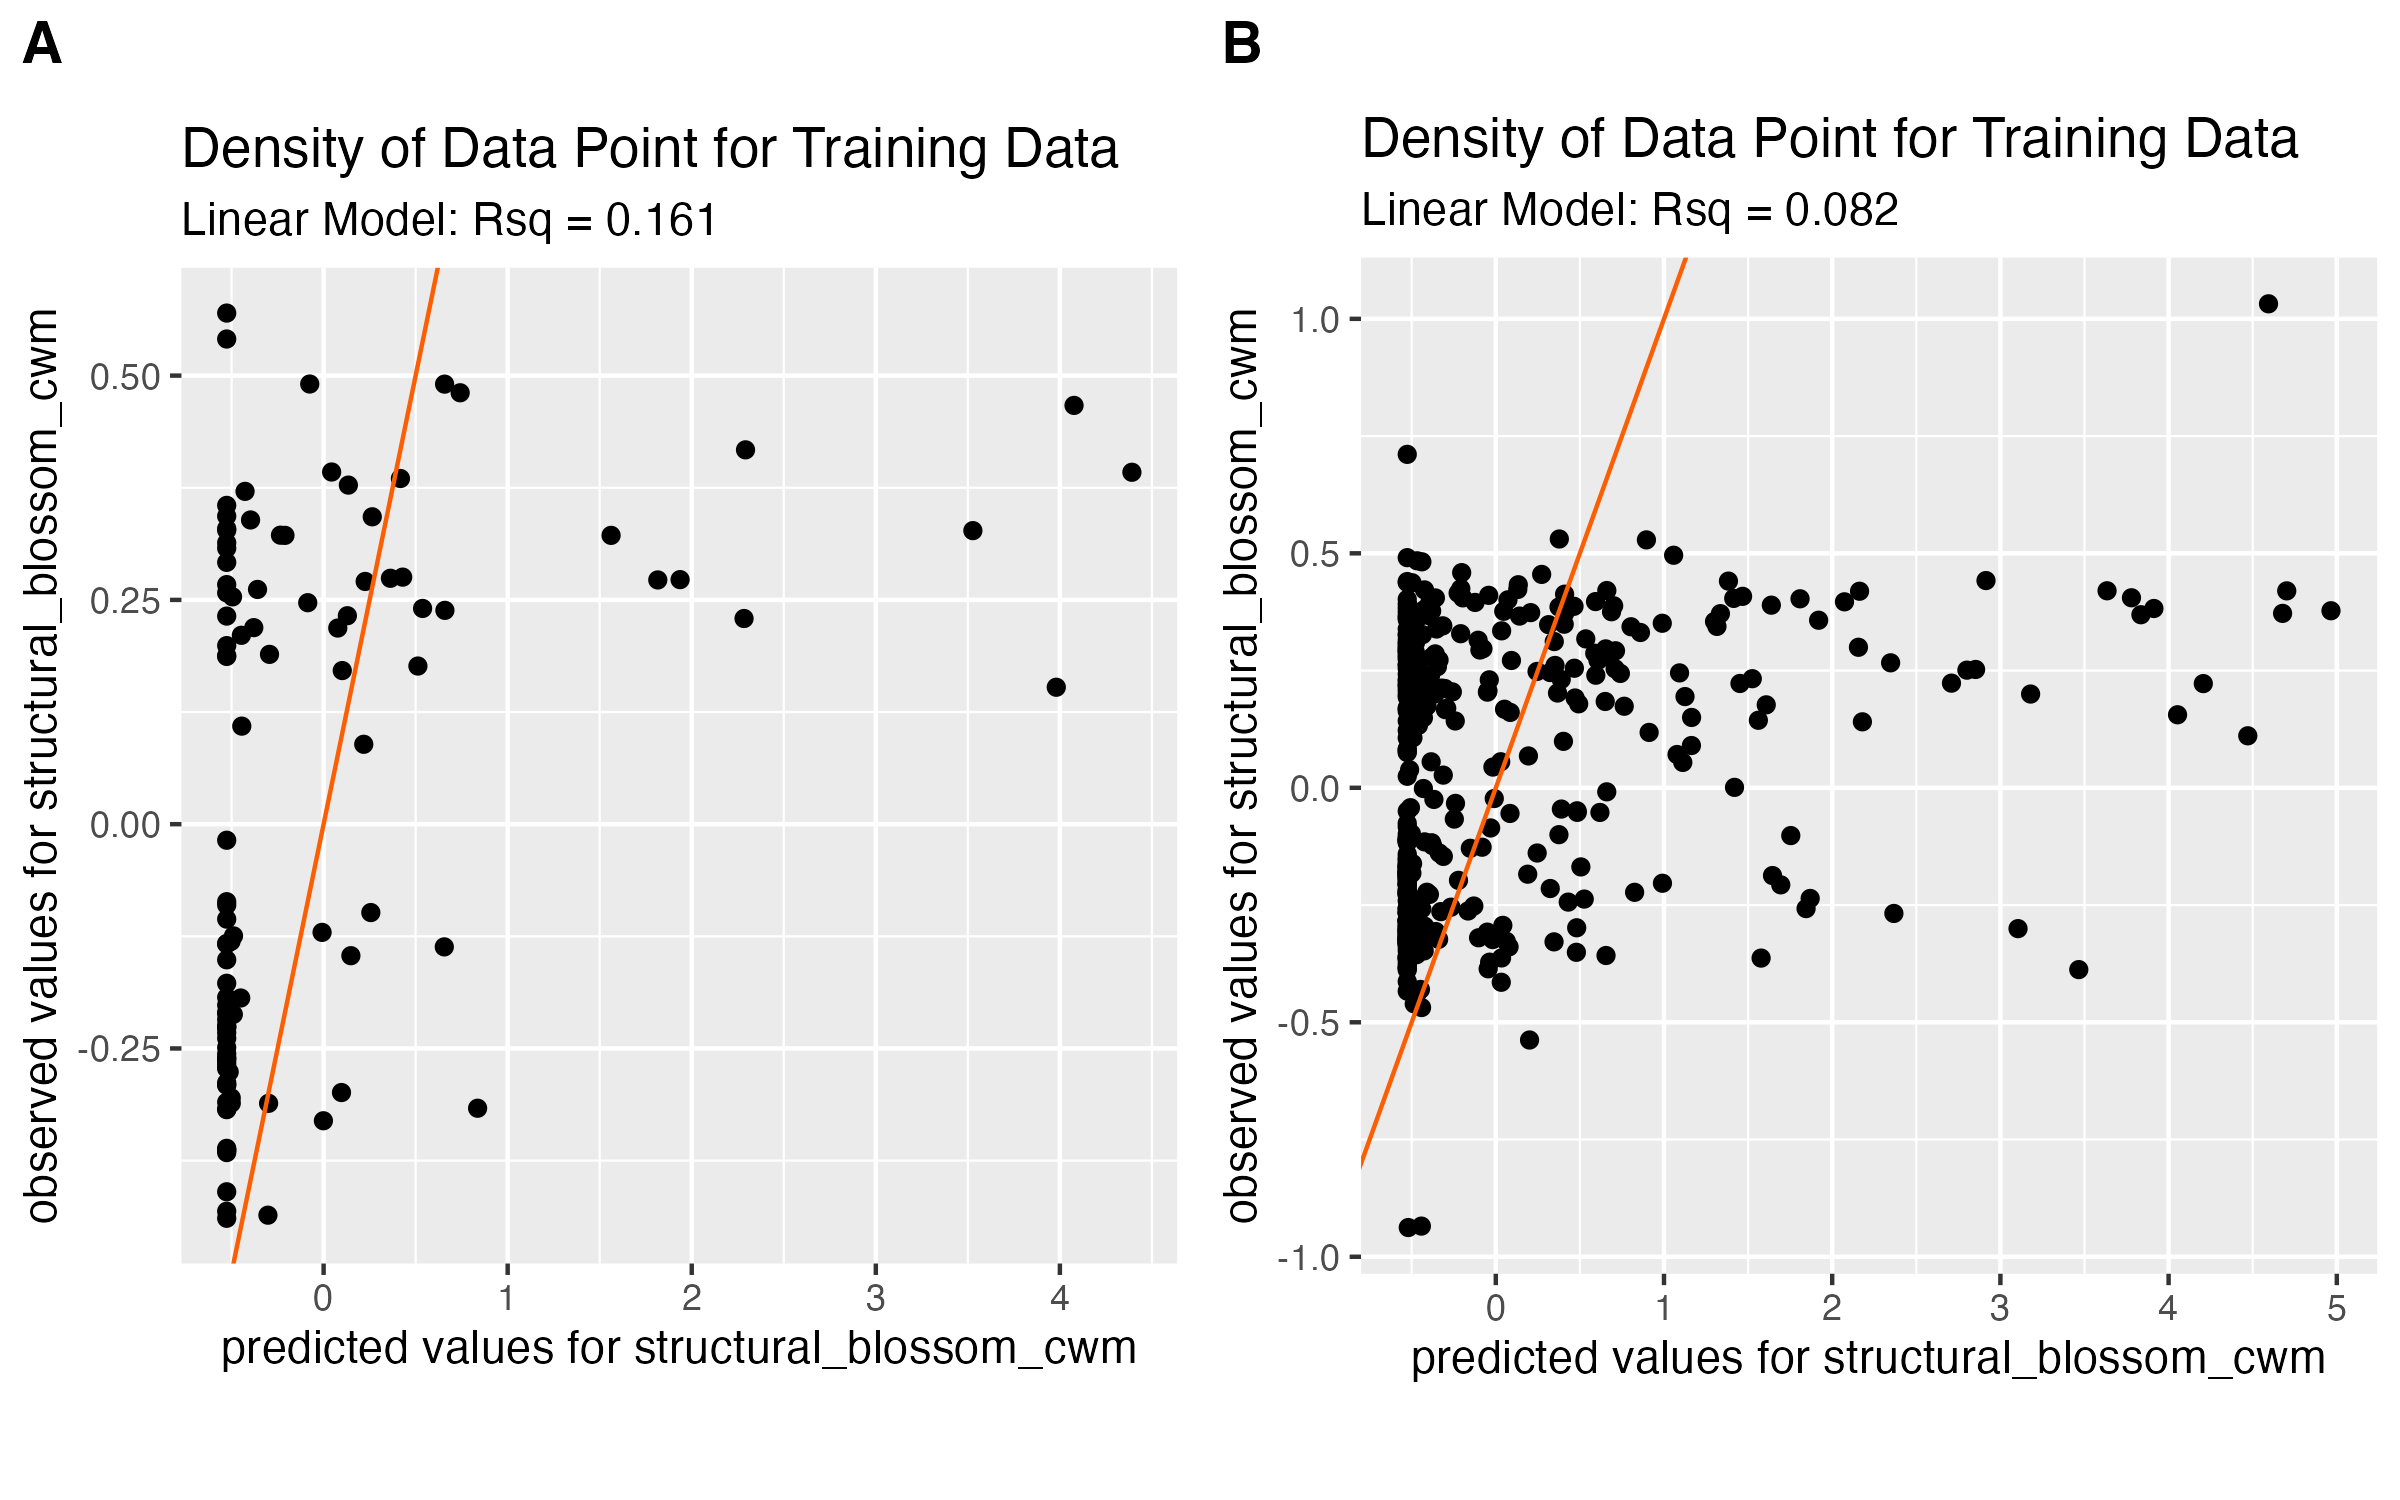 A
Density of Data Point for Training Data
Linear Model: Rsq = 0.161
observed values for structural_blossom_cwm
0.50
0.25
0.00
-0.25
0 1 2 3 4
predicted values for structural_blossom_cwm
B
Density of Data Point for Training Data
Linear Model: Rsq = 0.082
observed values for structural_blossom_cwm
1.0
0.5
0.0
-0.5
-1.0
0 1 2 3 4 5
predicted values for structural_blossom_cwm